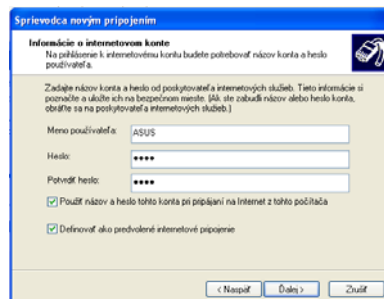 Sprievodca novým pripojením
Informácie o internetovom konte
Na prihlásenie k internetovému kontu budete potrebovať názov konta a heslo
používateľa.
Zadajte názov konta a heslo od poskytovateľa internetových služieb. Tieto informácie si
poznačte a uložte ich na bezpečnom mieste. (Ak ste zabudli názov alebo heslo konta,
obráťte sa na poskytovateľa internetových služieb.)
Meno používateľa: ASUS
Heslo: ••••
Potvrdiť heslo: ••••
Použiť názov a heslo tohto konta pri pripájaní na Internet z tohto počítača
Definovať ako predvolené internetové pripojenie
< Naspäť Ďalej > Zrušiť